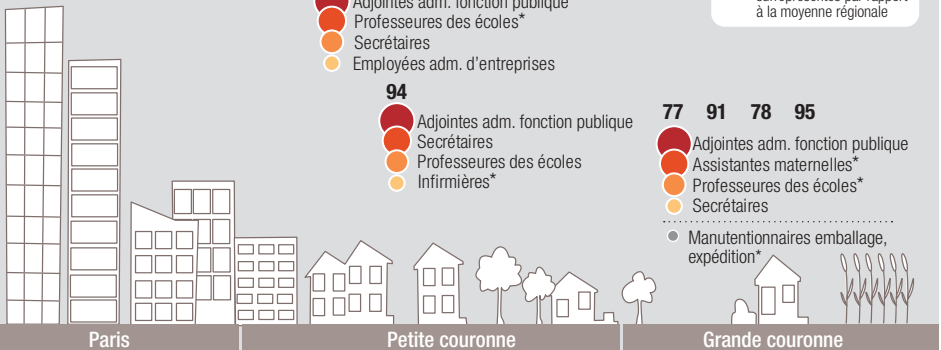 Adjointes adm. fonction publique
Professeures des écoles*
Secrétaires
Employées adm. d'entreprises
à la moyenne régionale
94
Adjointes adm. fonction publique
Secrétaires
Professeures des écoles
Infirmières*
77 91 78 95
Adjointes adm. fonction publique
Assistantes maternelles*
Professeures des écoles*
Secrétaires
Manutentionnaires emballage,
expédition*
Paris
Petite couronne
Grande couronne